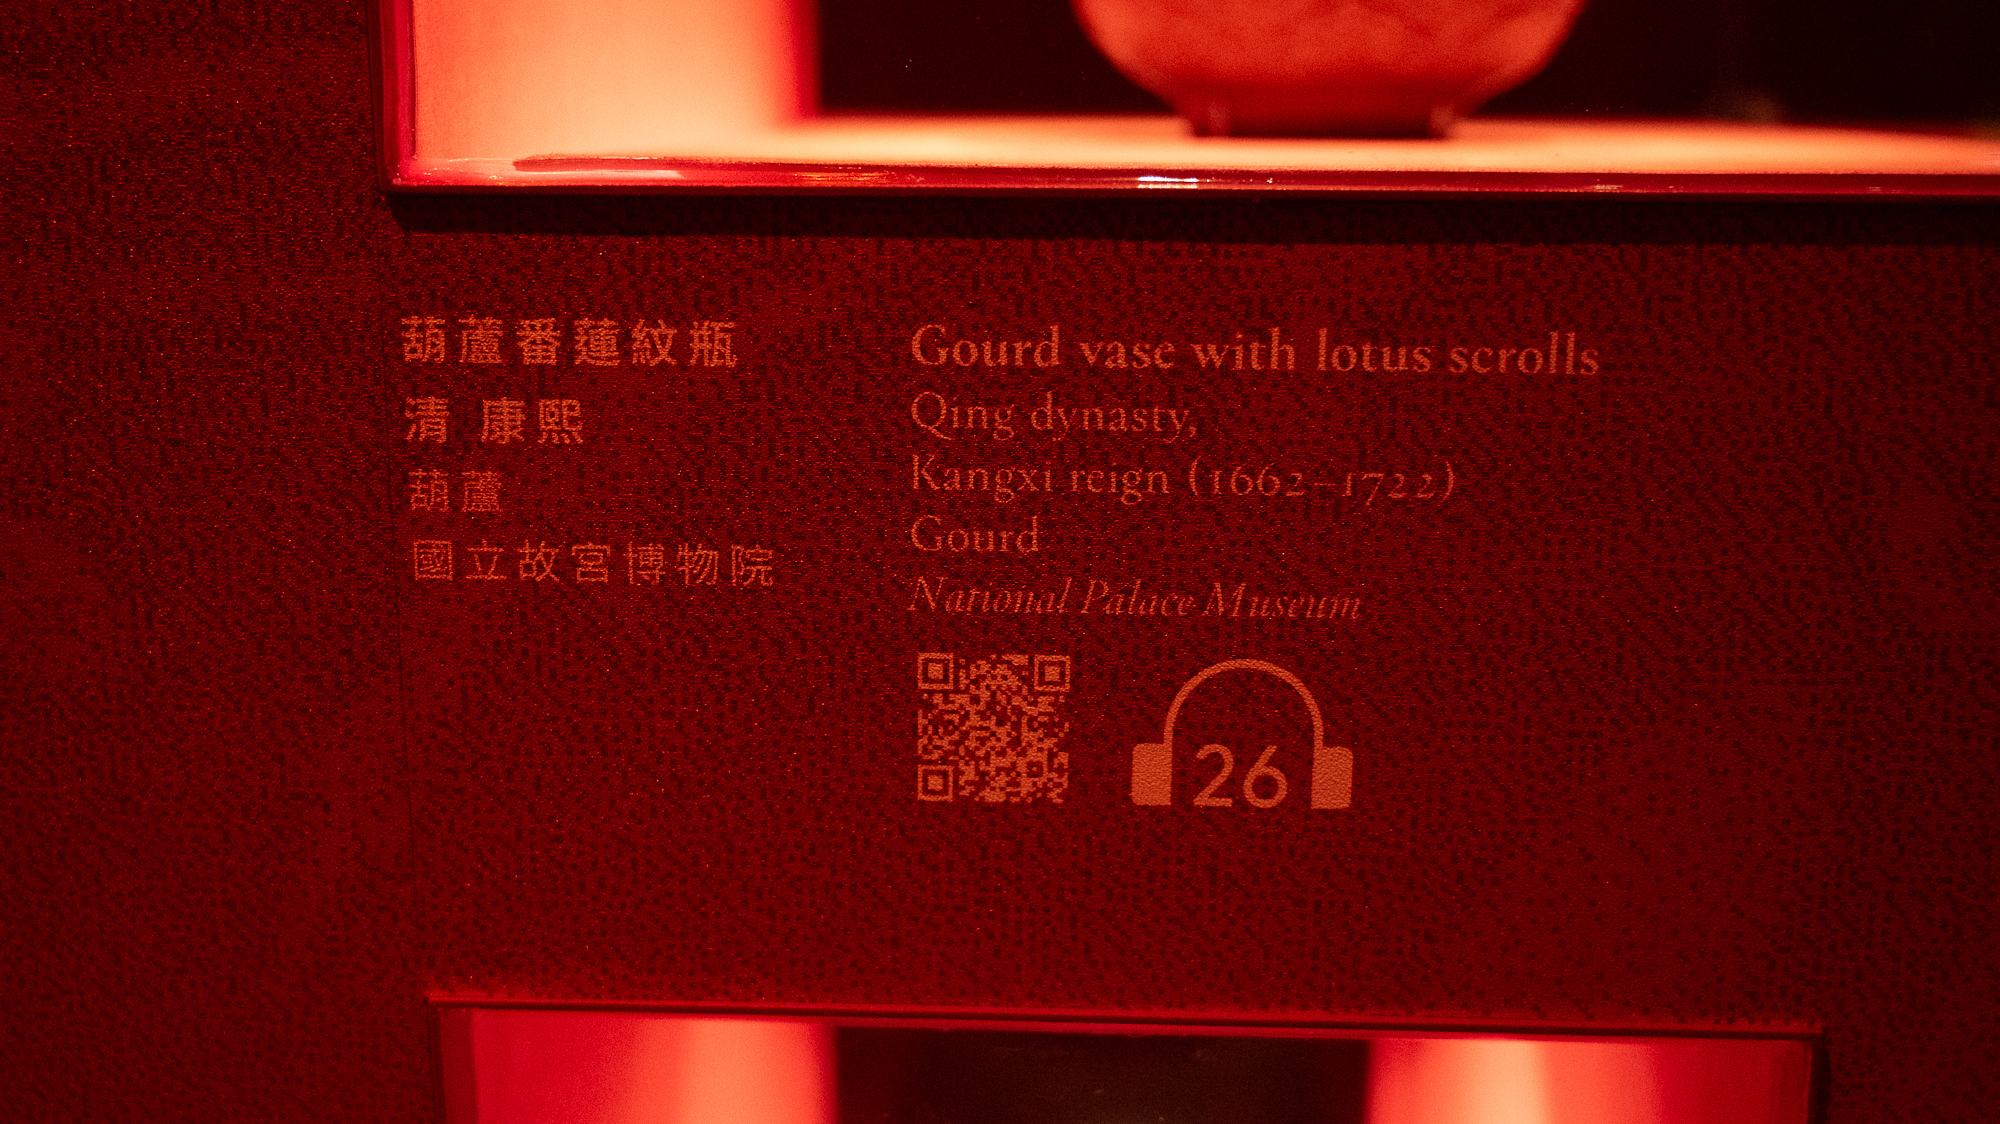 葫蘆番蓮紋瓶
清 康熙
葫蘆
國立故宮博物院
Gourd vase with lotus scrolls
Qing dynasty,
Kangxi reign (1662–1722)
Gourd
National Palace Museum
26